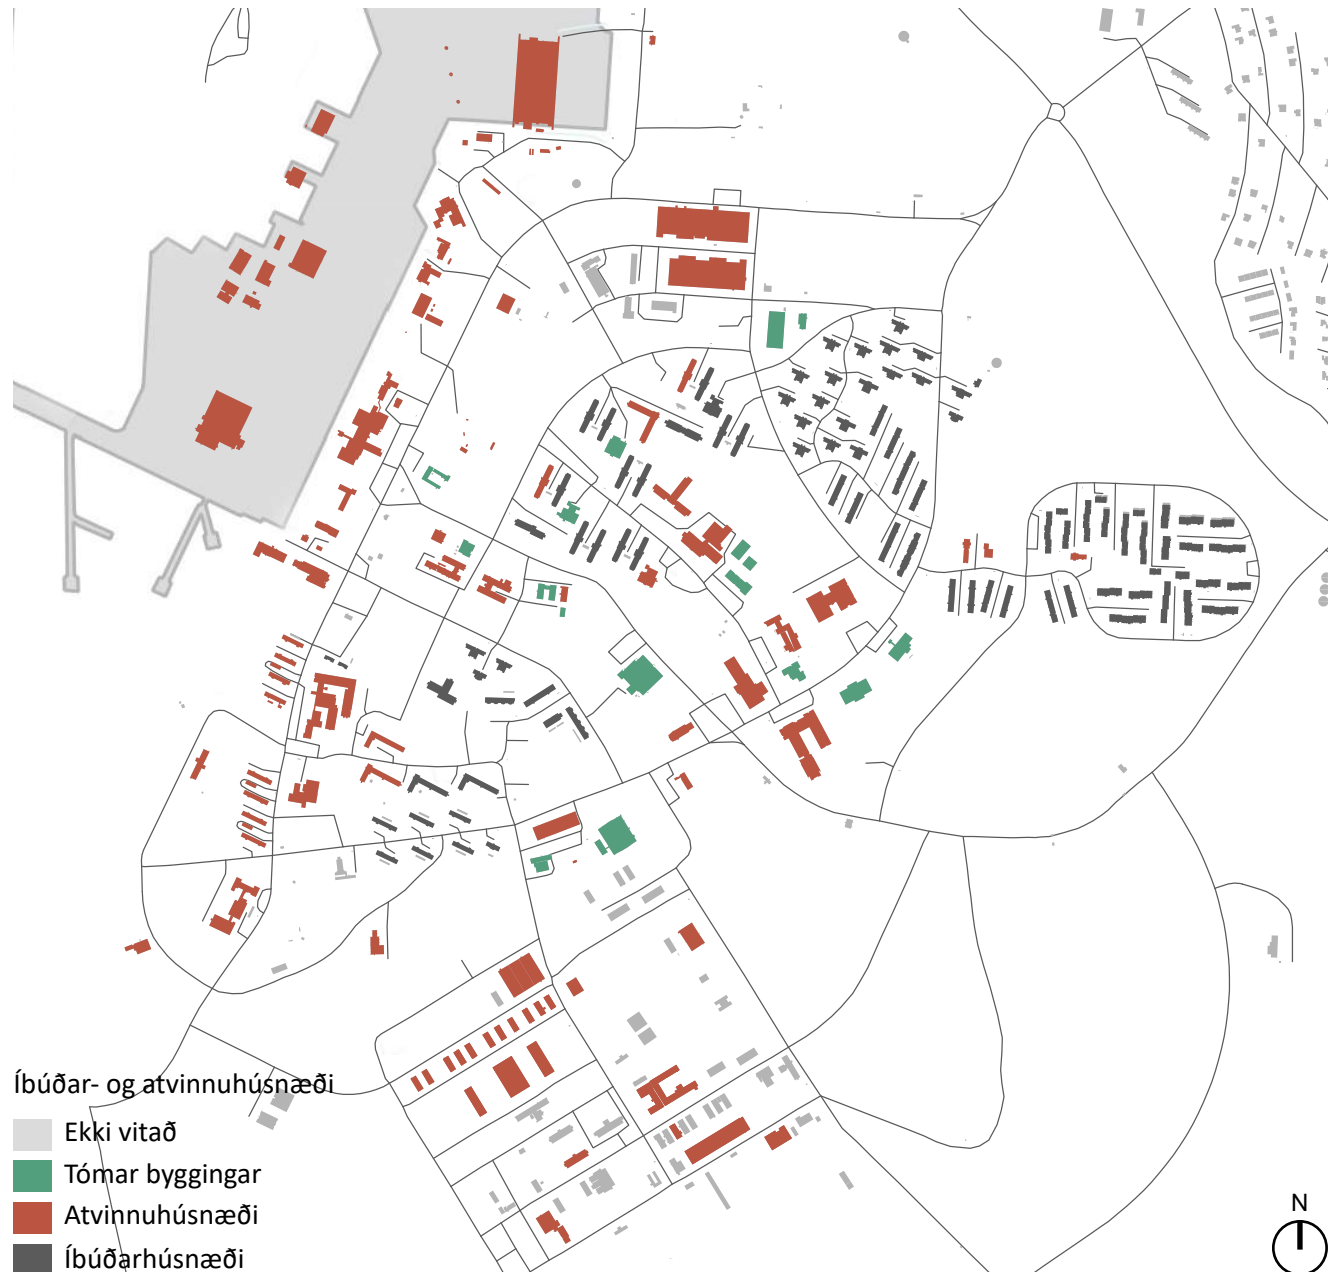 Íbúðar- og atvinnuhúsnæði
Ekki vitað
Tómar byggingar
Atvinnuhúsnæði
Íbúðarhúsnæði
N